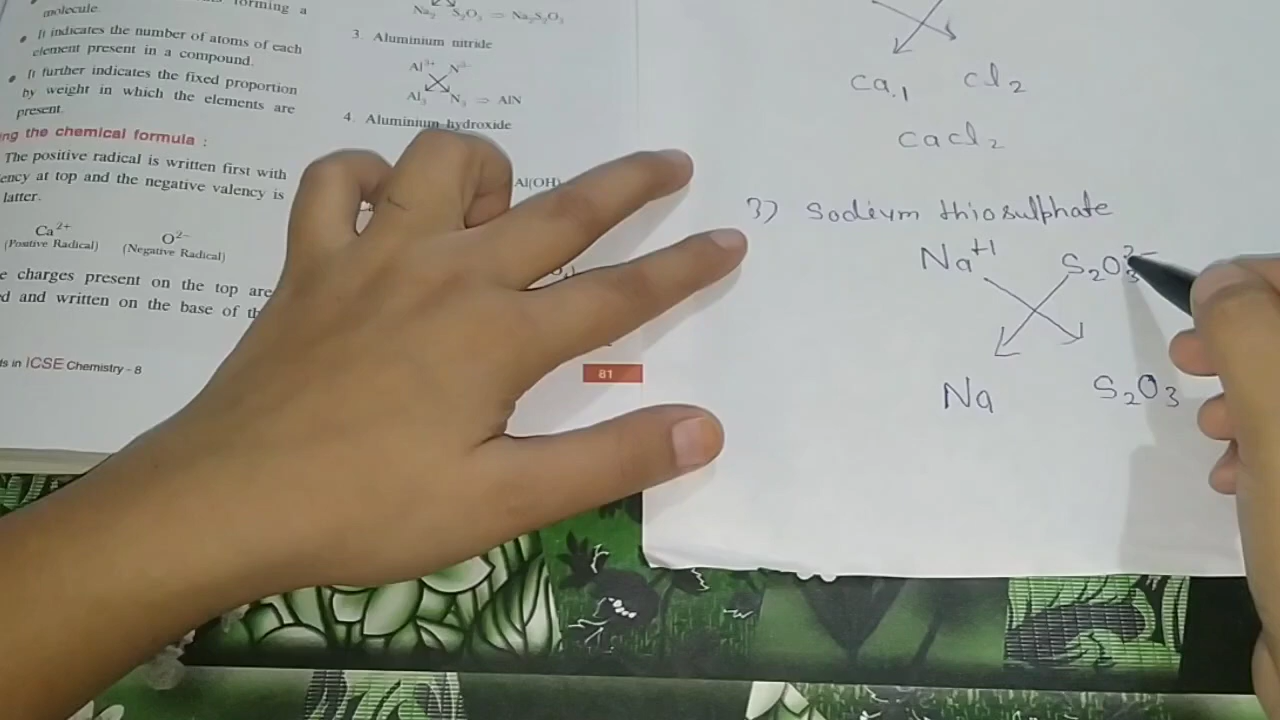 forming a
molecule.
It indicates the number of atoms of each
element present in a compound.
It further indicates the fixed proportion
by weight in which the elements are
present.
ng the chemical formula :
The positive radical is written first with
ency at top and the negative valency is
latter.
Ca²⁺ O²⁻
(Positive Radical) (Negative Radical)
e charges present on the top are
d and written on the base of th
ts in ICSE Chemistry - 8
Na₂ S₂O₃ ⇒ Na₂S₂O₃
3. Aluminium nitride
Al³⁺ N³⁻
Al₃ N₃ ⇒ AlN
4. Aluminium hydroxide
Al(OH)
81
Ca.₁ Cl₂
CaCl₂
3) Sodium thiosulphate
Na⁺¹ S₂O₃²⁻
Na S₂O₃